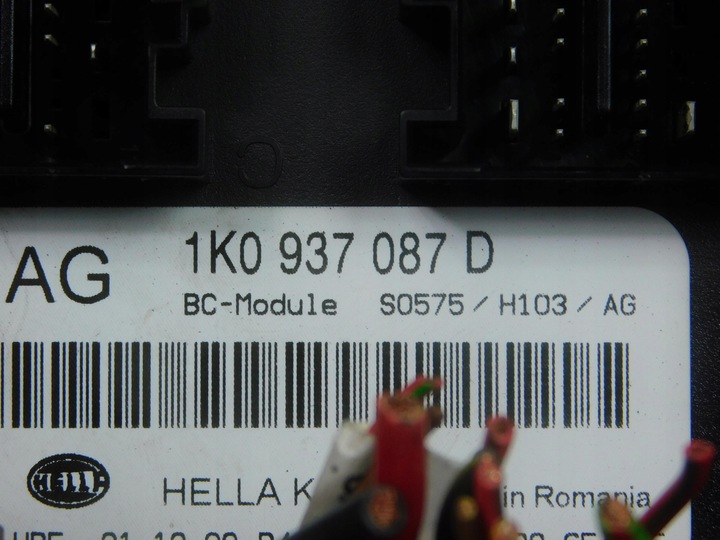 AG 1K0 937 087 D
BC-Module S0575 / H103 / AG
HELLA
HELLA K in Romania